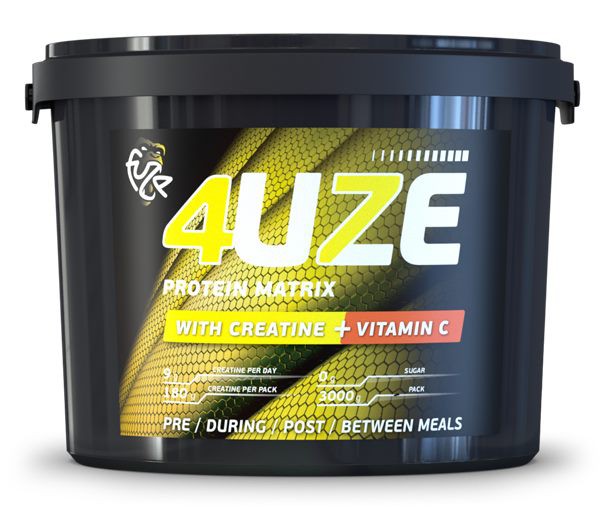 fuze
4UZE
PROTEIN MATRIX
WITH CREATINE + VITAMIN C
CREATINE PER DAY
0 g SUGAR
CREATINE PER PACK
3000g PACK
PRE / DURING / POST / BETWEEN MEALS